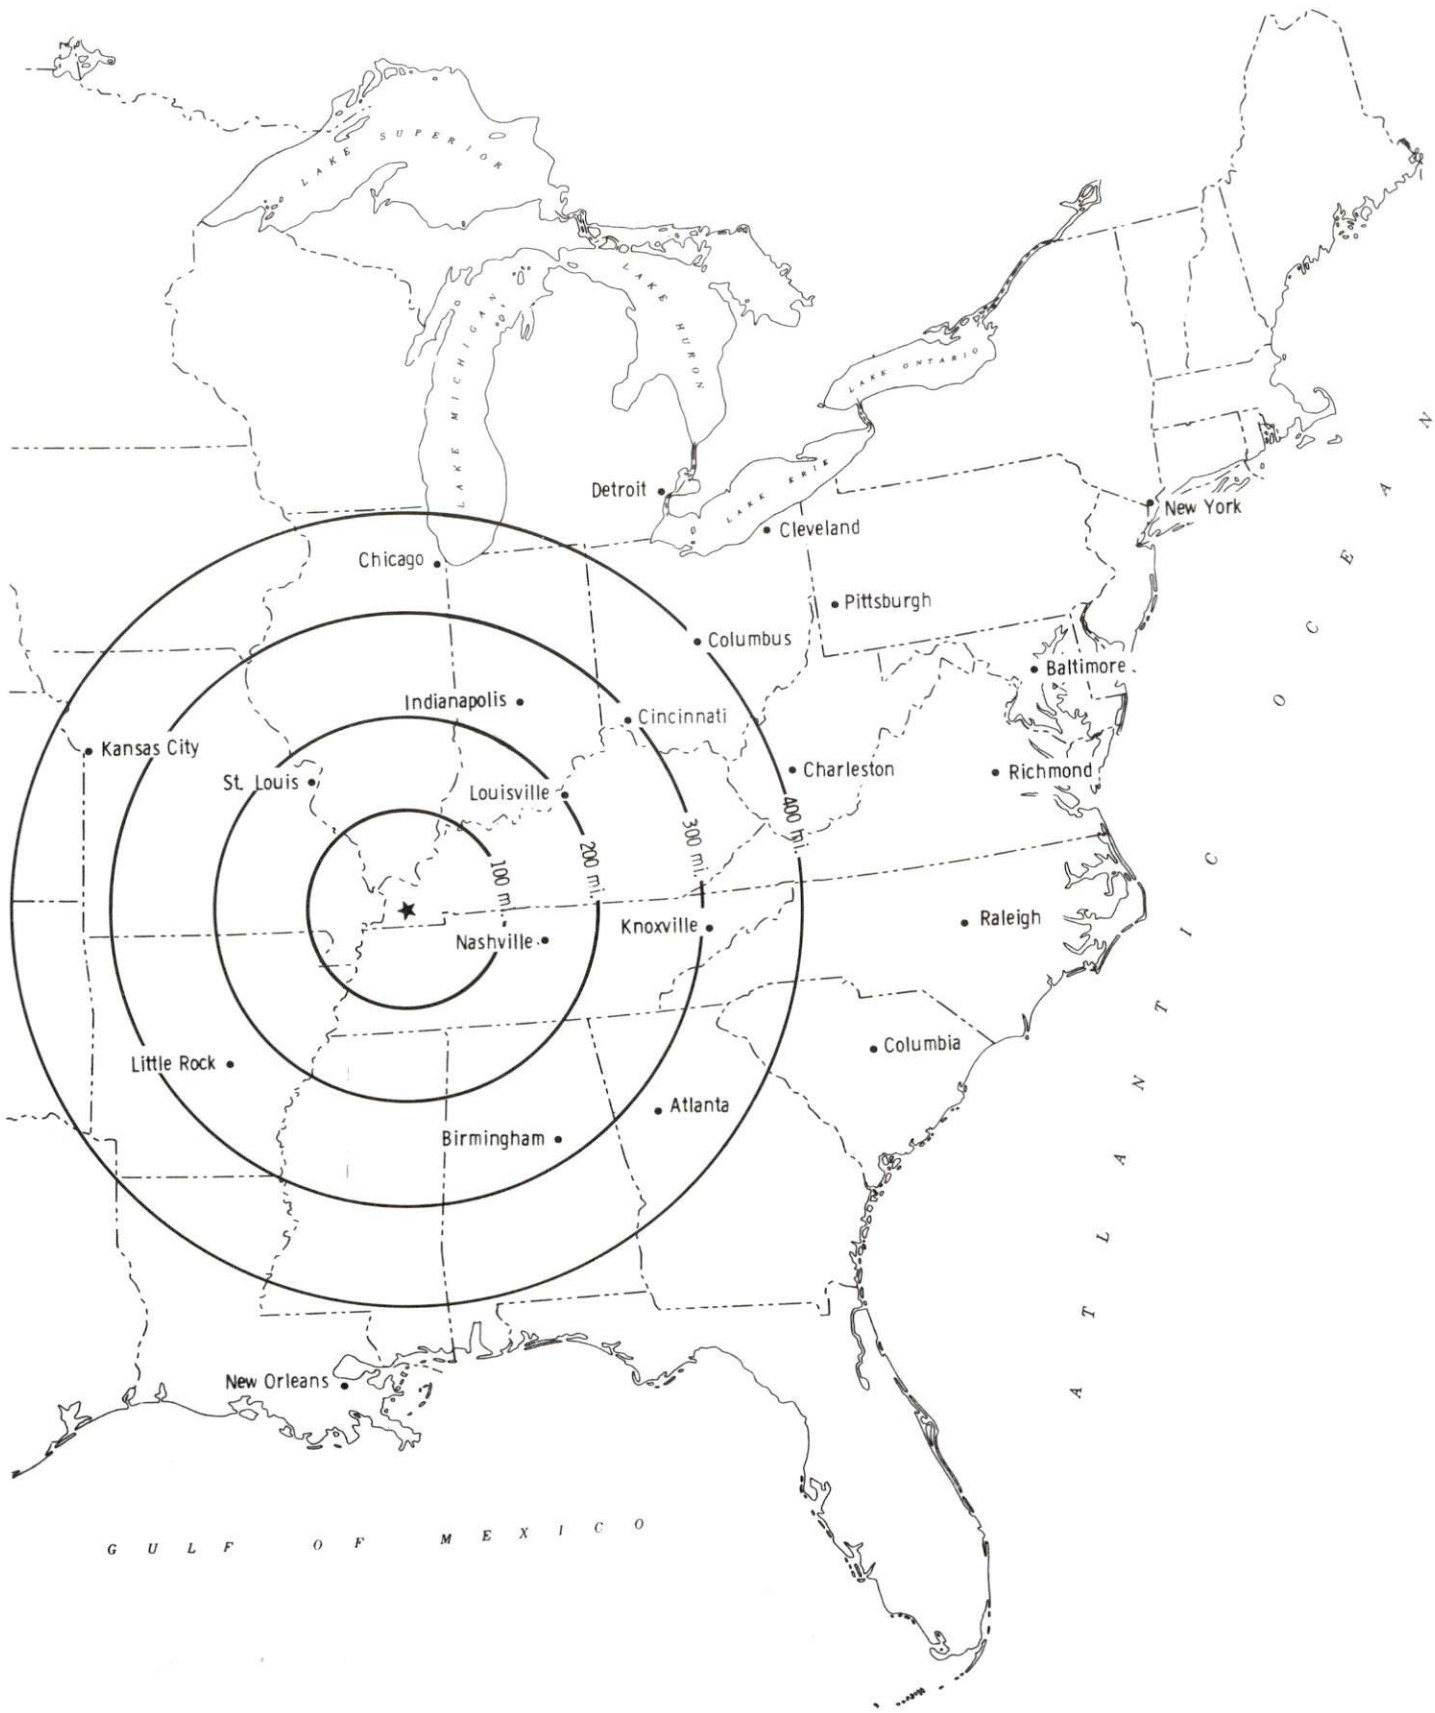 LAKE SUPERIOR
LAKE MICHIGAN
LAKE HURON
LAKE ONTARIO
LAKE ERIE
Detroit
Cleveland
New York
Chicago
Pittsburgh
Columbus
Baltimore
Indianapolis
Cincinnati
Kansas City
St. Louis
Louisville
Charleston
Richmond
400 mi.
300 mi.
200 mi.
100 m
Nashville
Knoxville
Raleigh
Columbia
Little Rock
Atlanta
Birmingham
New Orleans
ATLANTIC OCEAN
GULF OF MEXICO